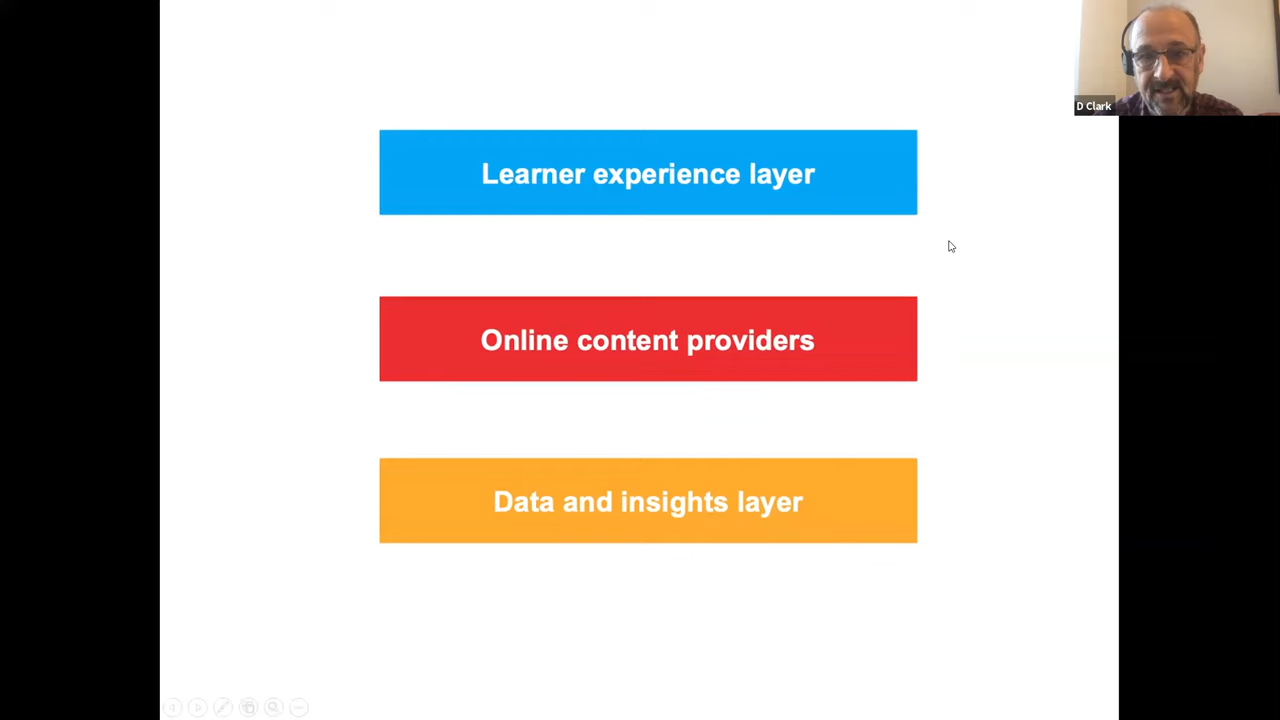 D Clark
Learner experience layer
Online content providers
Data and insights layer